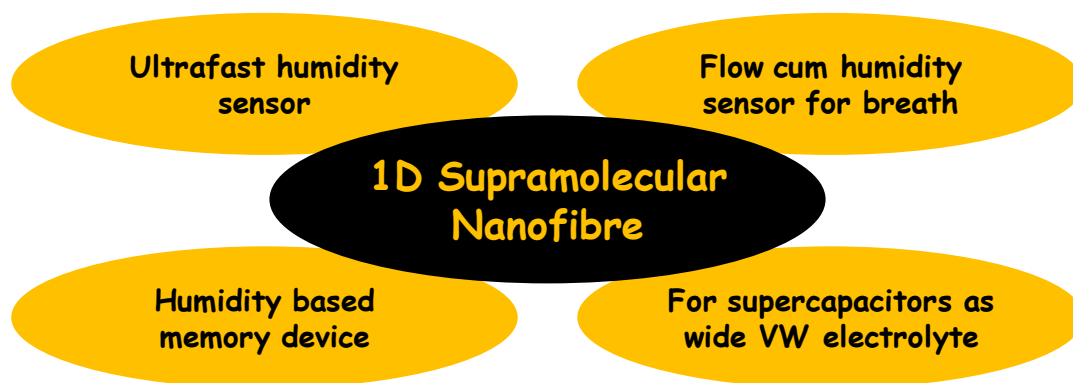 Ultrafast humidity
sensor
Flow cum humidity
sensor for breath
1D Supramolecular
Nanofibre
Humidity based
memory device
For supercapacitors as
wide VW electrolyte